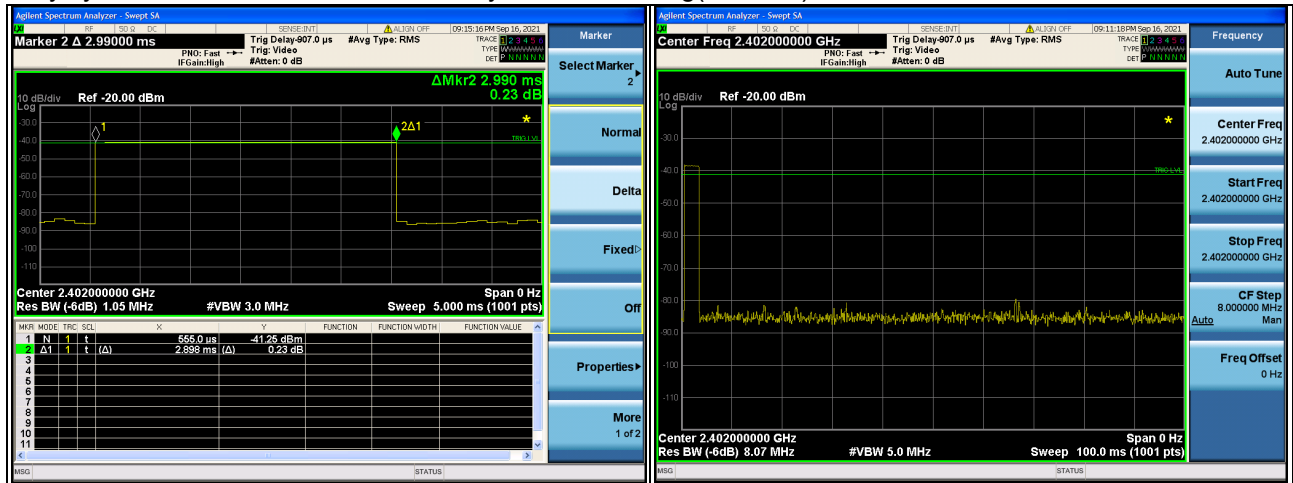 Agilent Spectrum Analyzer - Swept SA
RF 50 Ω DC SENSE:INT ALIGN OFF 09:15:16 PM Sep 16, 2021
Marker 2 Δ 2.99000 ms
Trig Delay-907.0 µs #Avg Type: RMS
TRACE 1 2 3 4 5 6
PNO: Fast Trig: Video
TYPE
IFGain:High #Atten: 0 dB
DET P N N N N N
ΔMkr2 2.990 ms
0.23 dB
10 dB/div Ref -20.00 dBm
Log
-30.0
-40.0
-50.0
-60.0
-70.0
-80.0
-90.0
-100
-110
1
2Δ1
*
TRIG LVL
Center 2.402000000 GHz Span 0 Hz
Res BW (-6dB) 1.05 MHz #VBW 3.0 MHz Sweep 5.000 ms (1001 pts)
MKR MODE TRC SCL X Y FUNCTION FUNCTION WIDTH FUNCTION VALUE
1 N 1 t 555.0 µs -41.25 dBm
2 Δ1 1 t (Δ) 2.898 ms (Δ) 0.23 dB
3
4
5
6
7
8
9
10
11
MSG STATUS
Marker
Select Marker
2
Normal
Delta
Fixed
Off
Properties
More
1 of 2
Agilent Spectrum Analyzer - Swept SA
RF 50 Ω DC SENSE:INT ALIGN OFF 09:11:18 PM Sep 16, 2021
Center Freq 2.402000000 GHz
Trig Delay-907.0 µs #Avg Type: RMS
TRACE 1 2 3 4 5 6
PNO: Fast Trig: Video
TYPE
IFGain:High #Atten: 0 dB
DET P N N N N N
10 dB/div Ref -20.00 dBm
Log
-30.0
-40.0
-50.0
-60.0
-70.0
-80.0
-90.0
-100
-110
*
TRIG LVL
Center 2.402000000 GHz Span 0 Hz
Res BW (-6dB) 8.07 MHz #VBW 5.0 MHz Sweep 100.0 ms (1001 pts)
MSG STATUS
Frequency
Auto Tune
Center Freq
2.402000000 GHz
Start Freq
2.402000000 GHz
Stop Freq
2.402000000 GHz
CF Step
8.000000 MHz
Auto Man
Freq Offset
0 Hz